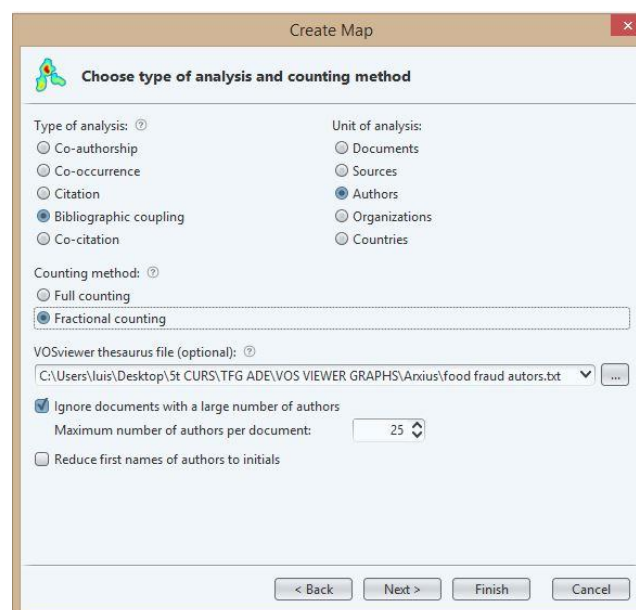 Create Map
Choose type of analysis and counting method
Type of analysis:
Unit of analysis:
Co-authorship
Documents
Co-occurrence
Sources
Citation
Authors
Bibliographic coupling
Organizations
Co-citation
Countries
Counting method:
Full counting
Fractional counting
VOSviewer thesaurus file (optional):
C:\Users\luis\Desktop\5t CURS\TFG ADE\VOS VIEWER GRAPHS\Arxius\food fraud autors.txt
...
Ignore documents with a large number of authors
Maximum number of authors per document: 25
Reduce first names of authors to initials
< Back Next > Finish Cancel